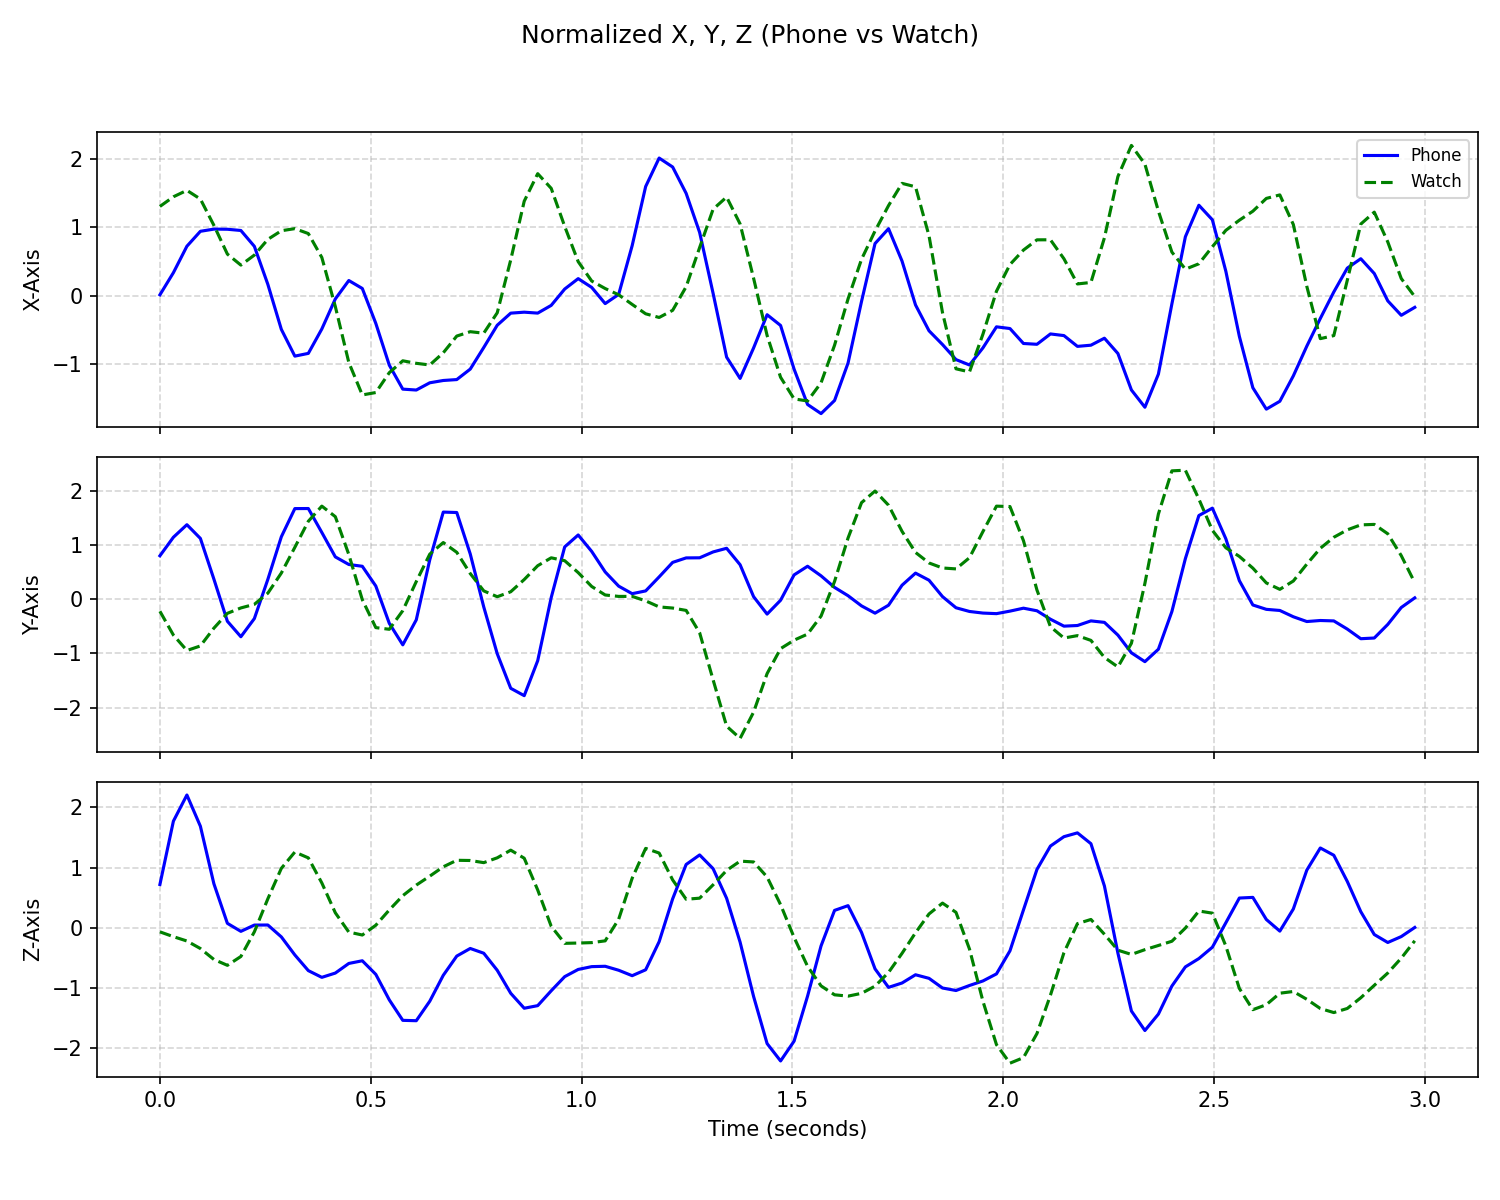 Normalized X, Y, Z (Phone vs Watch)
X-Axis
2
1
0
−1
Phone
Watch
Y-Axis
2
1
0
−1
−2
Z-Axis
2
1
0
−1
−2
0.0 0.5 1.0 1.5 2.0 2.5 3.0
Time (seconds)